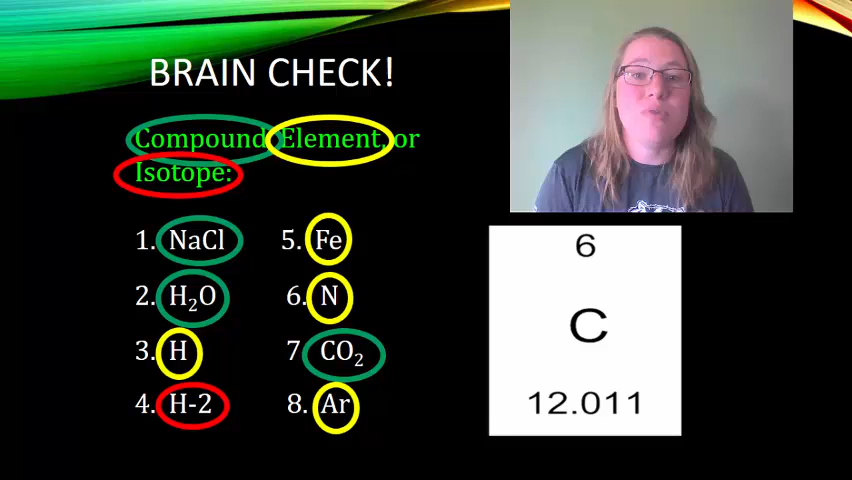 BRAIN CHECK!
Compound, Element, or
Isotope:
1. NaCl
2. H₂O
3. H
4. H-2
5. Fe
6. N
7 CO₂
8. Ar
6
C
12.011